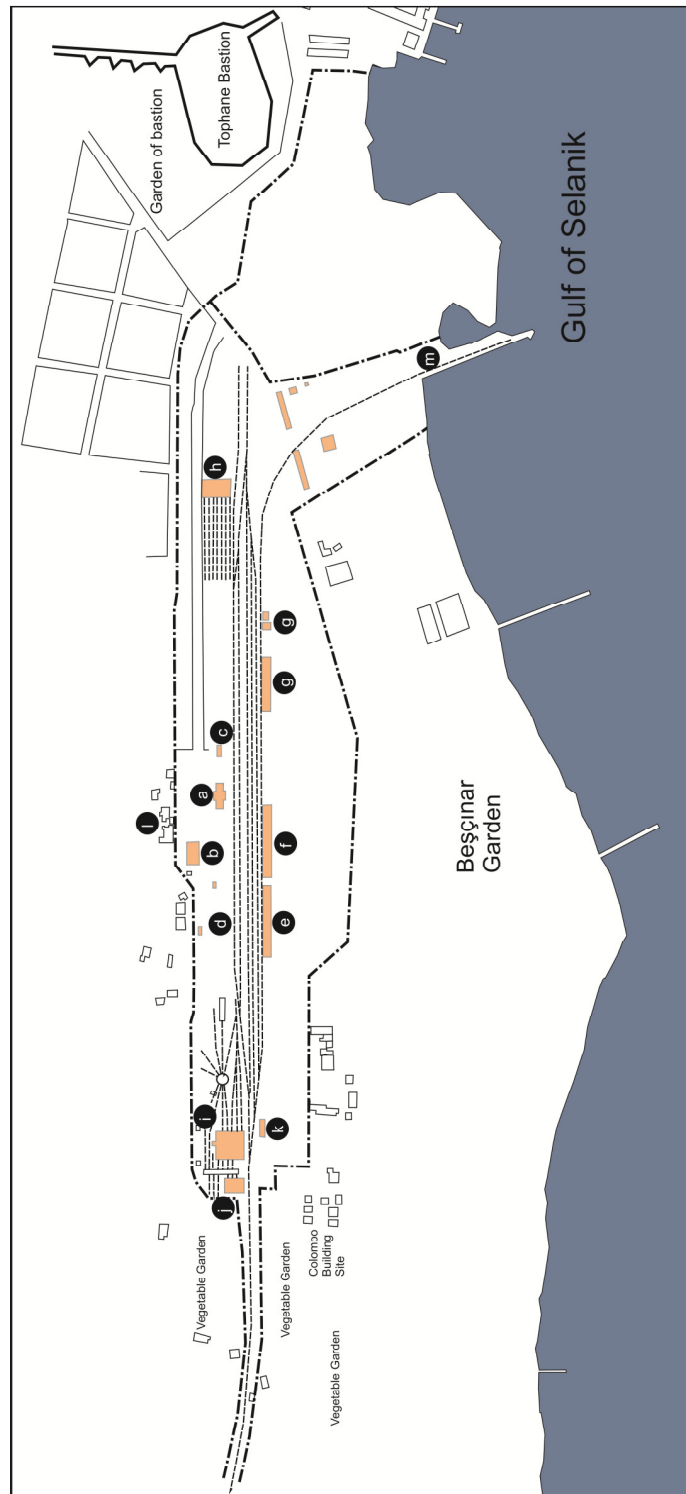 Garden of bastion
Tophane Bastion
Gulf of Selanik
m
h
g
g
c
a
l
b
f
d
e
Beşçınar
Garden
i
k
j
Vegetable Garden
Vegetable Garden
Colombo
Building
Site
Vegetable Garden